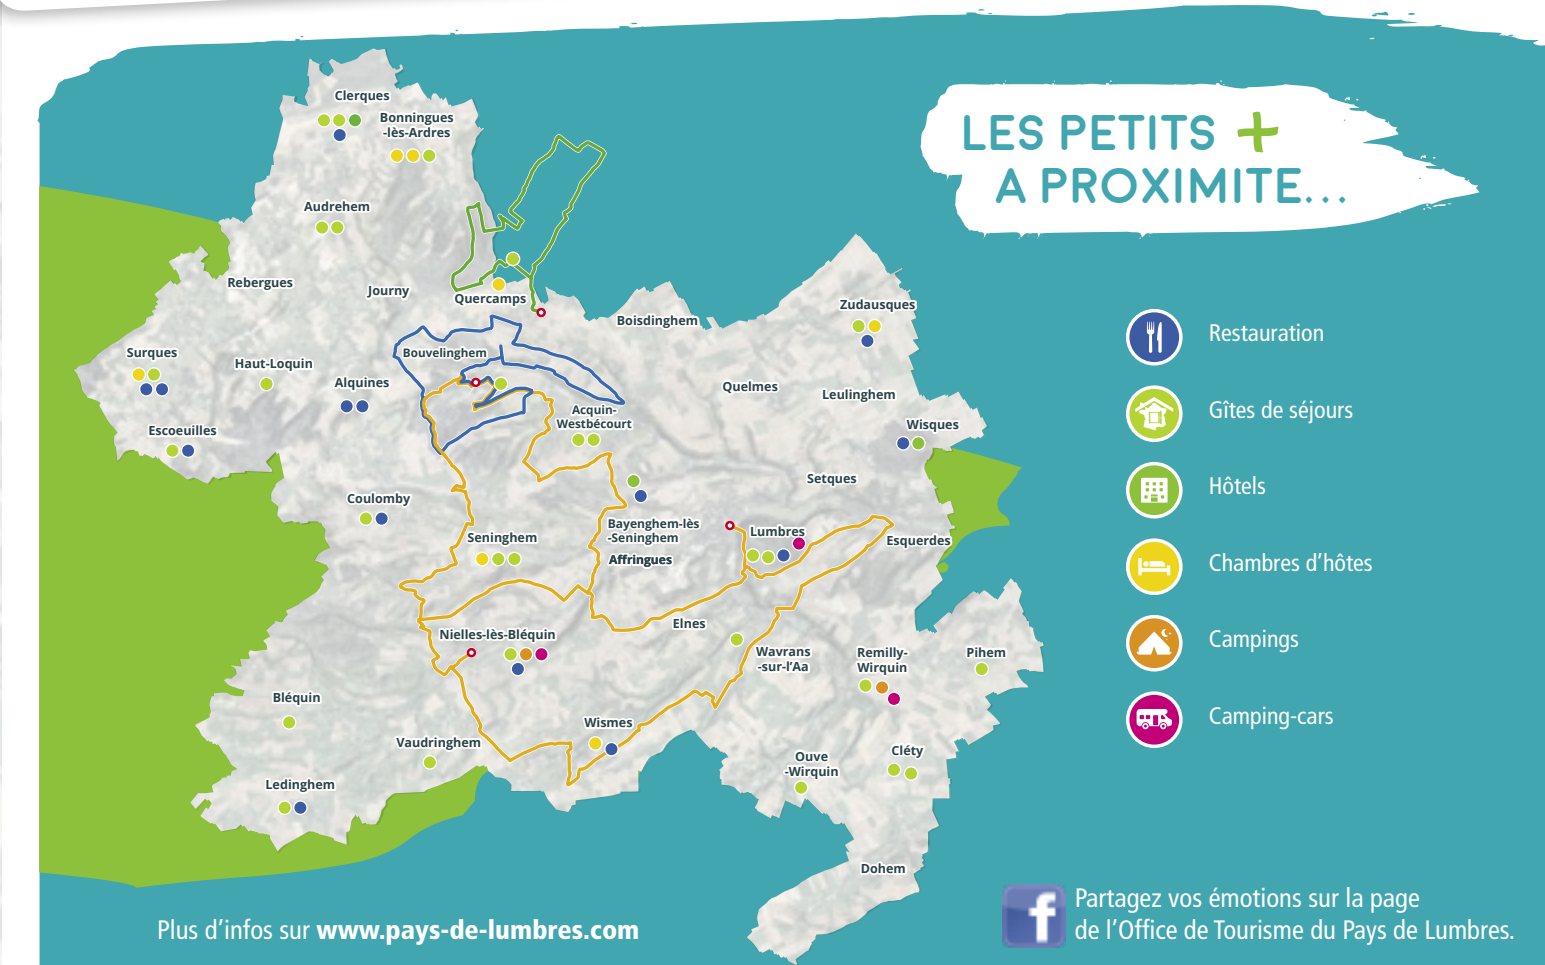 LES PETITS +
A PROXIMITE...
Clerques
Bonningues
-lès-Ardres
Audrehem
Rebergues
Journy
Quercamps
Boisdinghem
Zudausques
Surques
Haut-Loquin
Bouvelinghem
Alquines
Quelmes
Leulinghem
Acquin-
Westbécourt
Wisques
Escoeuilles
Setques
Coulomby
Bayenghem-lès
-Seninghem
Seninghem
Lumbres
Esquerdes
Affringues
Elnes
Nielles-lès-Bléquin
Wavrans
-sur-l'Aa
Remilly-
Wirquin
Pihem
Bléquin
Wismes
Vaudringhem
Ouve
-Wirquin
Cléty
Ledinghem
Dohem
Restauration
Gîtes de séjours
Hôtels
Chambres d'hôtes
Campings
Camping-cars
Plus d'infos sur www.pays-de-lumbres.com
f
Partagez vos émotions sur la page
de l'Office de Tourisme du Pays de Lumbres.